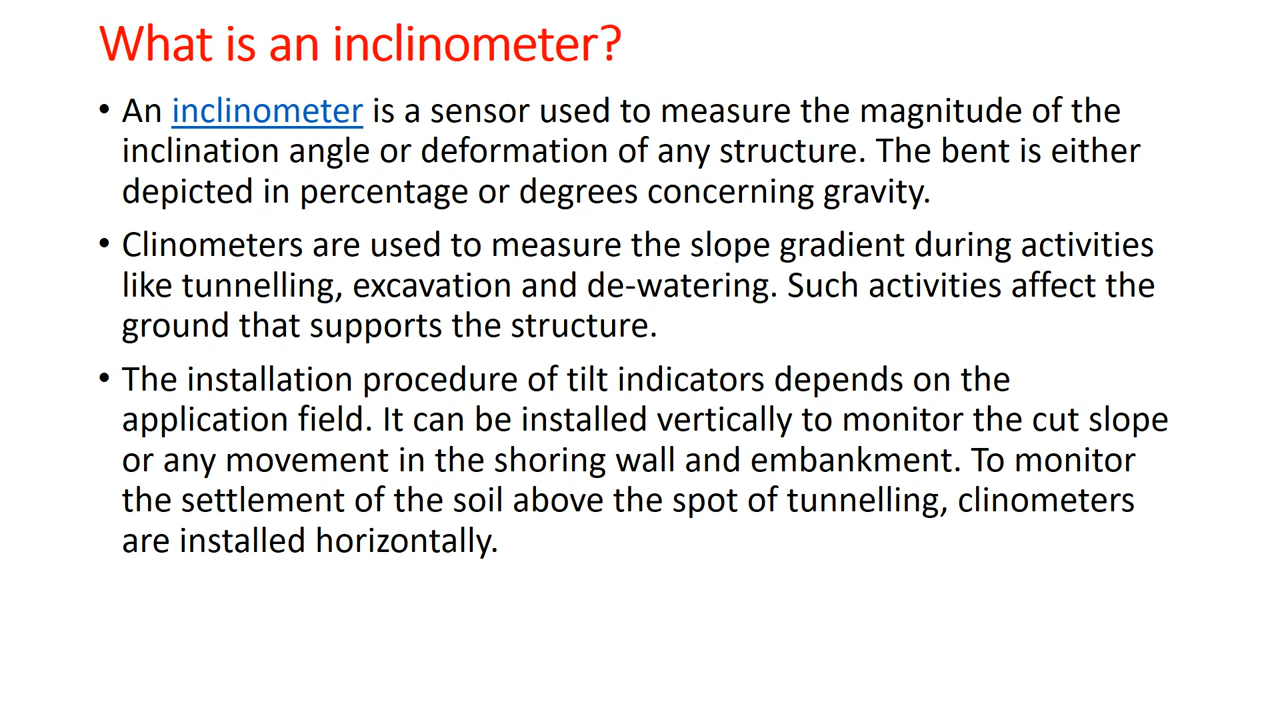 What is an inclinometer?
• An inclinometer is a sensor used to measure the magnitude of the
inclination angle or deformation of any structure. The bent is either
depicted in percentage or degrees concerning gravity.
• Clinometers are used to measure the slope gradient during activities
like tunnelling, excavation and de-watering. Such activities affect the
ground that supports the structure.
• The installation procedure of tilt indicators depends on the
application field. It can be installed vertically to monitor the cut slope
or any movement in the shoring wall and embankment. To monitor
the settlement of the soil above the spot of tunnelling, clinometers
are installed horizontally.